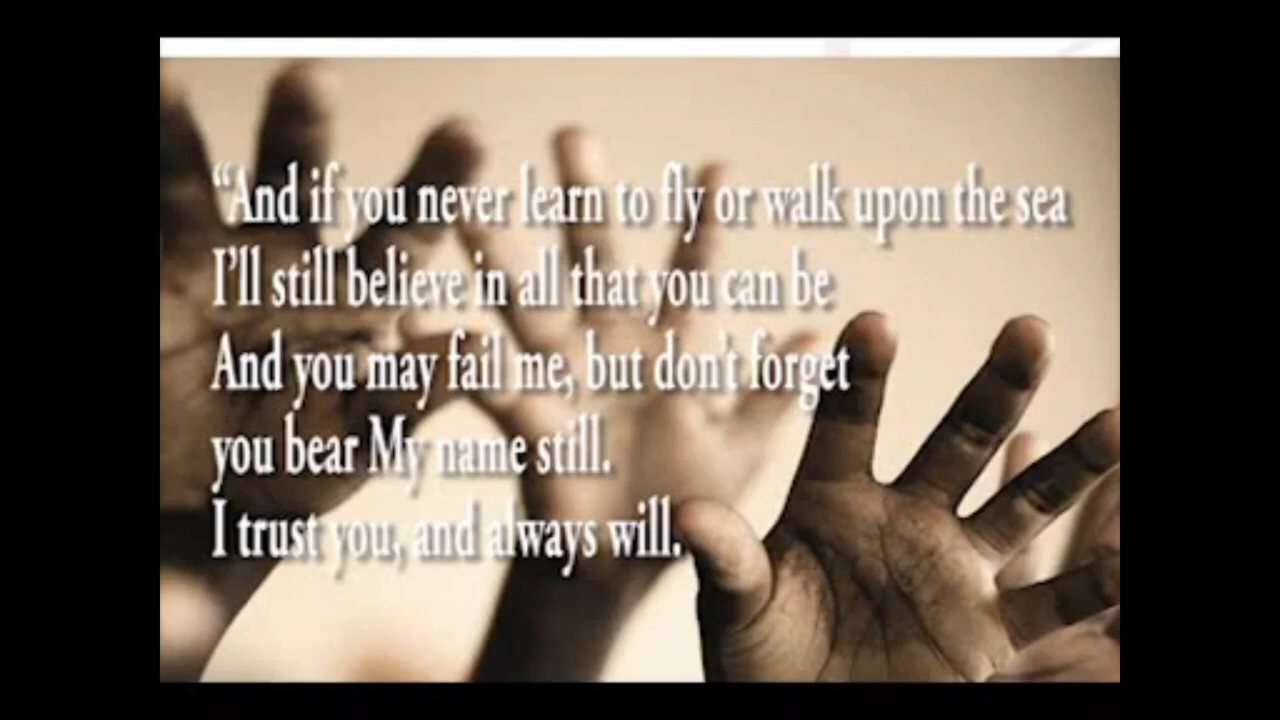 “And if you never learn to fly or walk upon the sea
I’ll still believe in all that you can be
And you may fail me, but don’t forget
you bear My name still.
I trust you, and always will.